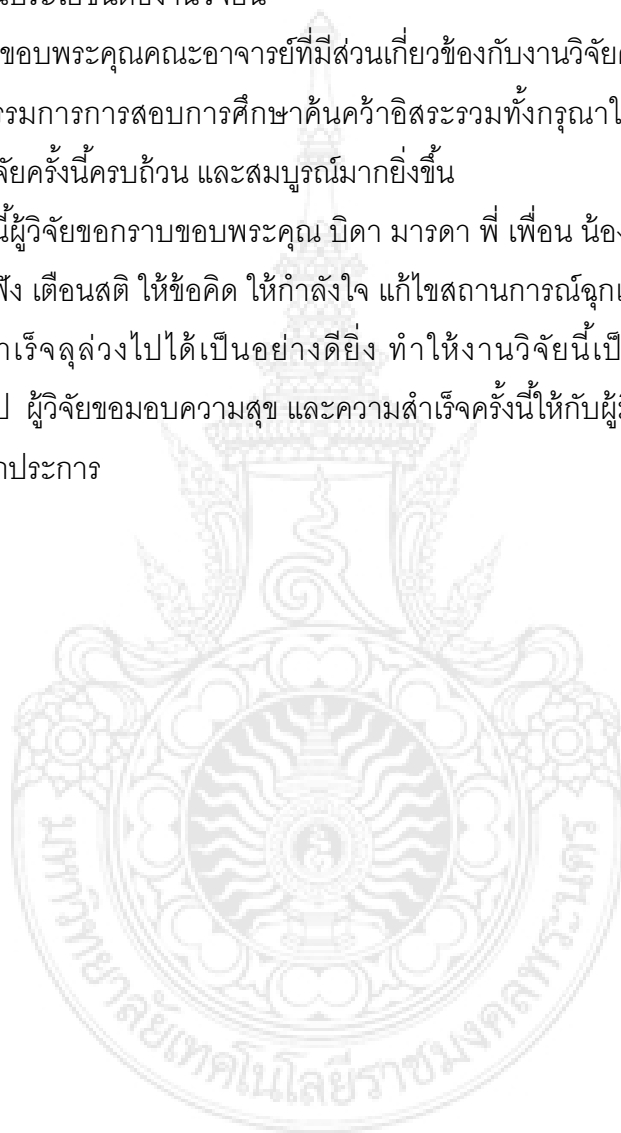 ขอบพระคุณคณะอาจารย์ที่มีส่วนเกี่ยวข้องกับงานวิจัย
รรมการการสอบการศึกษาค้นคว้าอิสระรวมทั้งกรุณาใ
จัยครั้งนี้ครบถ้วน และสมบูรณ์มากยิ่งขึ้น
นี้ผู้วิจัยขอกราบขอบพระคุณ บิดา มารดา พี่ เพื่อน น้อง
ฟัง เตือนสติ ให้ข้อคิด ให้กำลังใจ แก้ไขสถานการณ์ฉุกเ
าเร็จลุล่วงไปได้เป็นอย่างดียิ่ง ทำให้งานวิจัยนี้เป็
ป ผู้วิจัยขอมอบความสุข และความสำเร็จครั้งนี้ให้กับผู้มี
กประการ
มหาวิทยาลัยเทคโนโลยีราชมงคลพระนคร